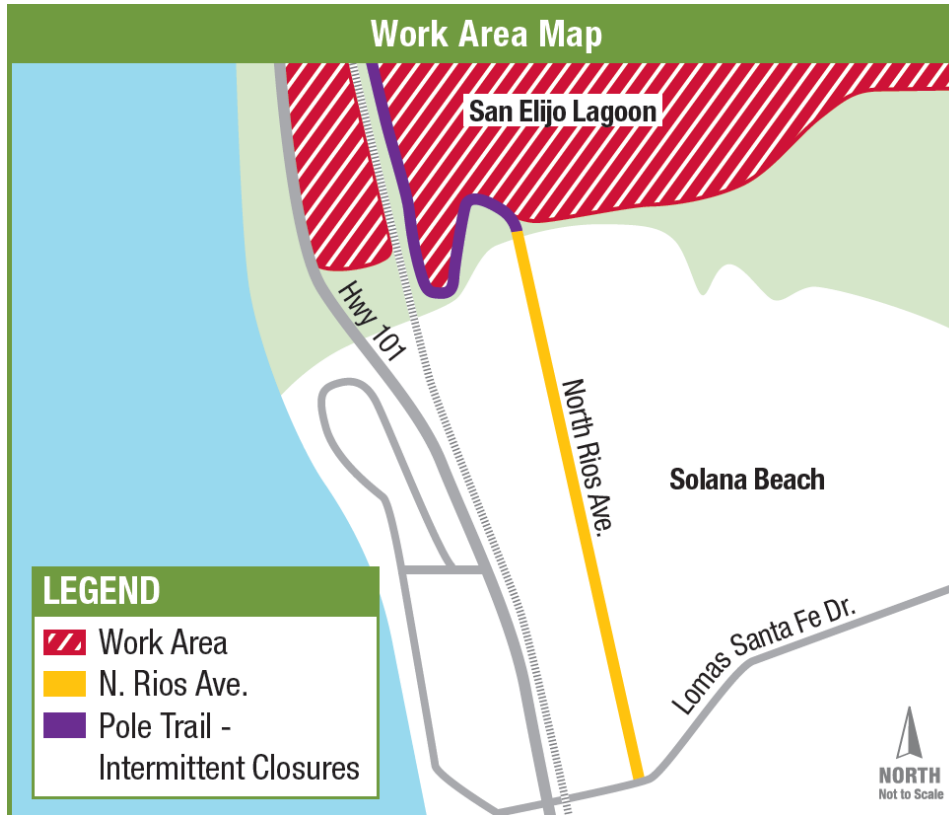 Work Area Map
San Elijo Lagoon
Hwy 101
North Rios Ave.
Solana Beach
Lomas Santa Fe Dr.
LEGEND
Work Area
N. Rios Ave.
Pole Trail -
Intermittent Closures
NORTH
Not to Scale